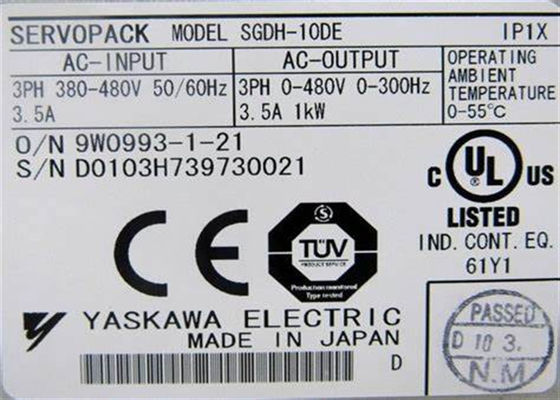 SERVOPACK MODEL SGDH-10DE IP1X
AC-INPUT AC-OUTPUT OPERATING
AMBIENT
TEMPERATURE
0-55℃
3PH 380-480V 50/60Hz 3PH 0-480V 0-300Hz
3.5A 3.5A 1kW
O/N 9W0993-1-21
S/N D0103H739730021
CE
S
TÜV
PRODUCT SERVICE
Production monitored
Type tested
C UL US
LISTED
IND. CONT. EQ.
61Y1
YASKAWA ELECTRIC
MADE IN JAPAN
D
PASSED
D 10 3.
N.M